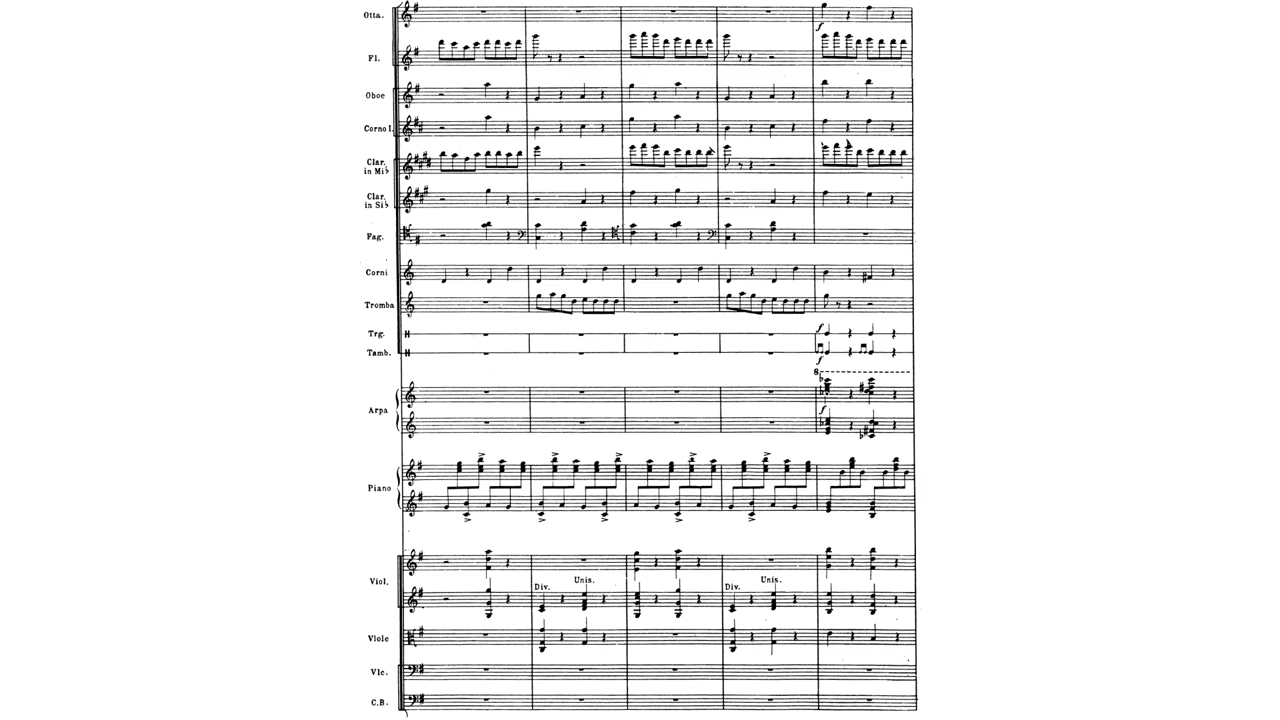 Otta.
f
Fl.
Oboe
Corno I.
Clar.
in Mi♭
Clar.
in Si♭
Fag.
Corni
Tromba
Trg.
f
Tamb.
f
8
Arpa
f
Piano
Viol.
Div.
Unis.
Div.
Unis.
Viole
Vlc.
C.B.